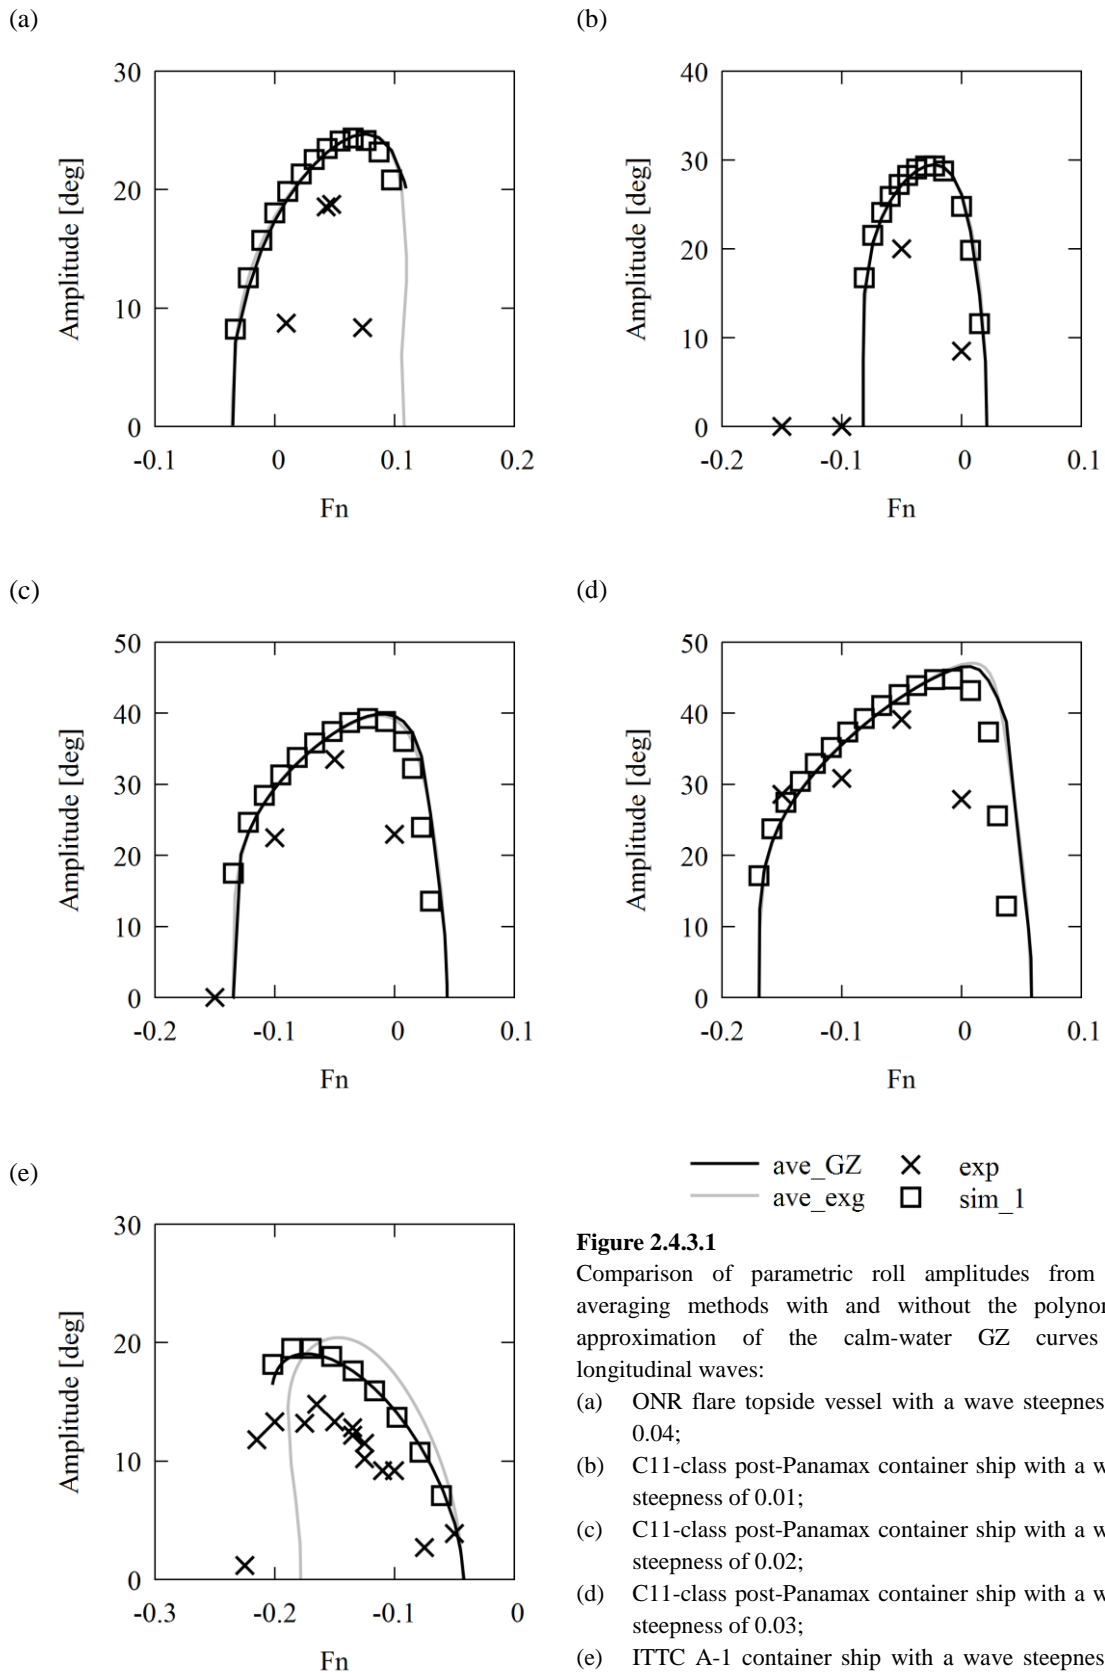 (a)
30
20
10
0
-0.1
0
0.1
0.2
Amplitude [deg]
Fn
(b)
40
30
20
10
0
-0.2
-0.1
0
0.1
Amplitude [deg]
Fn
(c)
50
40
30
20
10
0
-0.2
-0.1
0
0.1
Amplitude [deg]
Fn
(d)
50
40
30
20
10
0
-0.2
-0.1
0
0.1
Amplitude [deg]
Fn
(e)
30
20
10
0
-0.3
-0.2
-0.1
0
Amplitude [deg]
Fn
ave_GZ exp
ave_exg sim_1
Figure 2.4.3.1
Comparison of parametric roll amplitudes from
averaging methods with and without the
approximation of the calm-water GZ curves
longitudinal waves:
(a) ONR flare topside vessel with a wave
0.04;
(b) C11-class post-Panamax container ship with a
steepness of 0.01;
(c) C11-class post-Panamax container ship with a
steepness of 0.02;
(d) C11-class post-Panamax container ship with a
steepness of 0.03;
(e) ITTC A-1 container ship with a wave